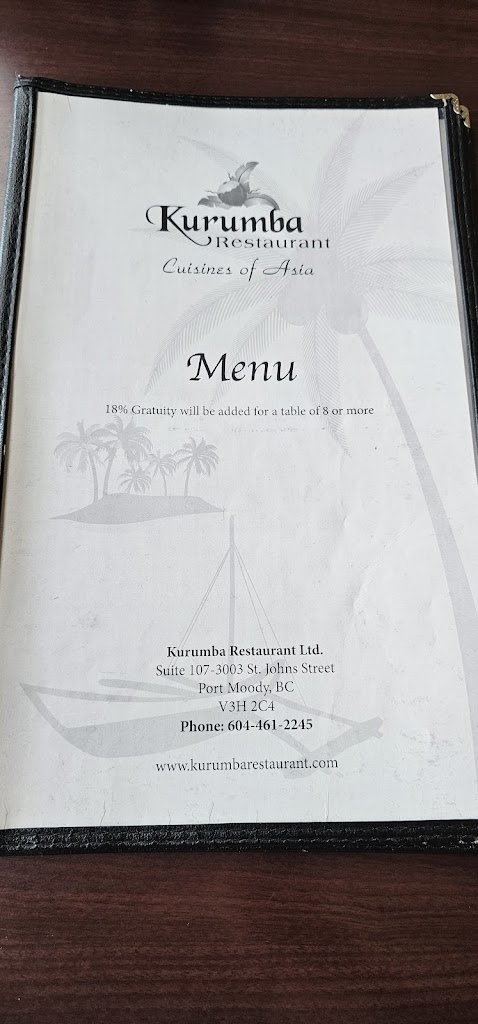 Kurumba
Restaurant
Cuisines of Asia
Menu
18% Gratuity will be added for a table of 8 or more
Kurumba Restaurant Ltd.
Suite 107-3003 St. Johns Street
Port Moody, BC
V3H 2C4
Phone: 604-461-2245
www.kurumbarestaurant.com